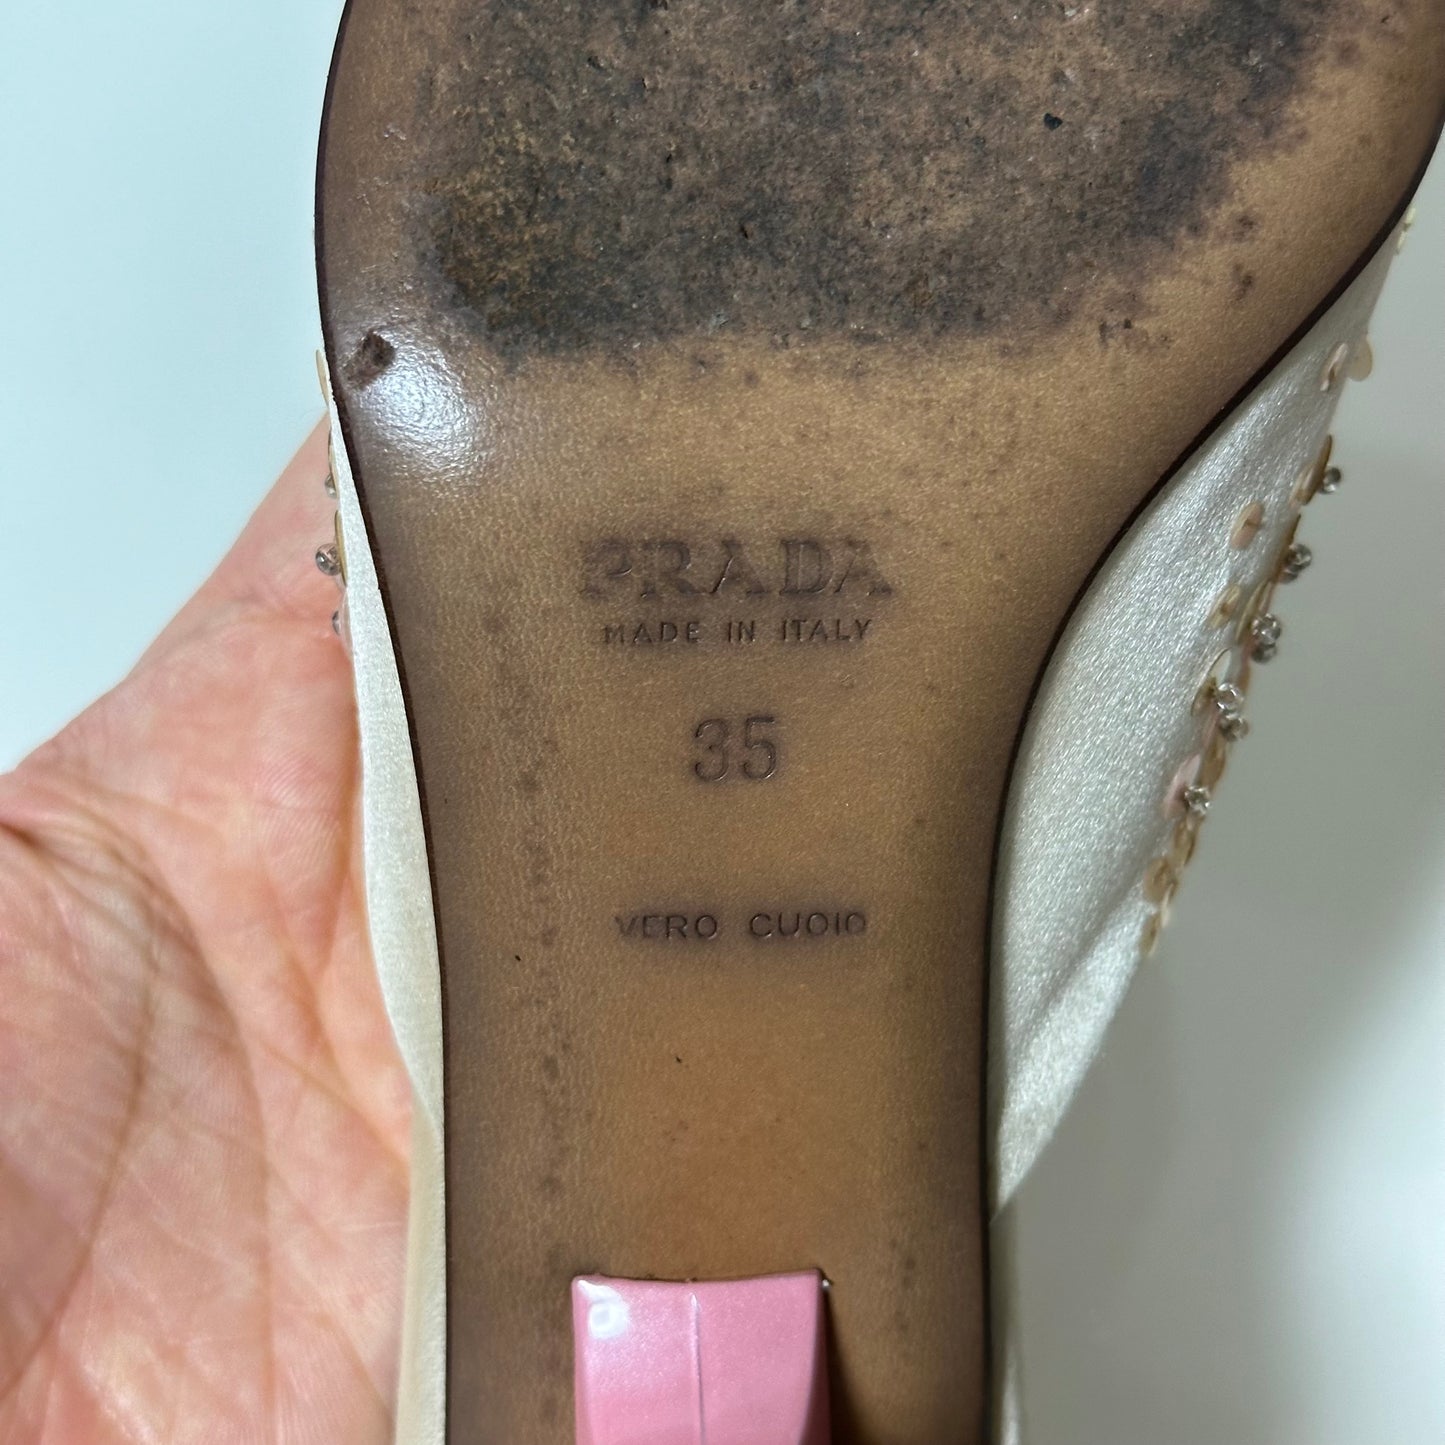 PRADA
MADE IN ITALY
35
VERO CUOIO